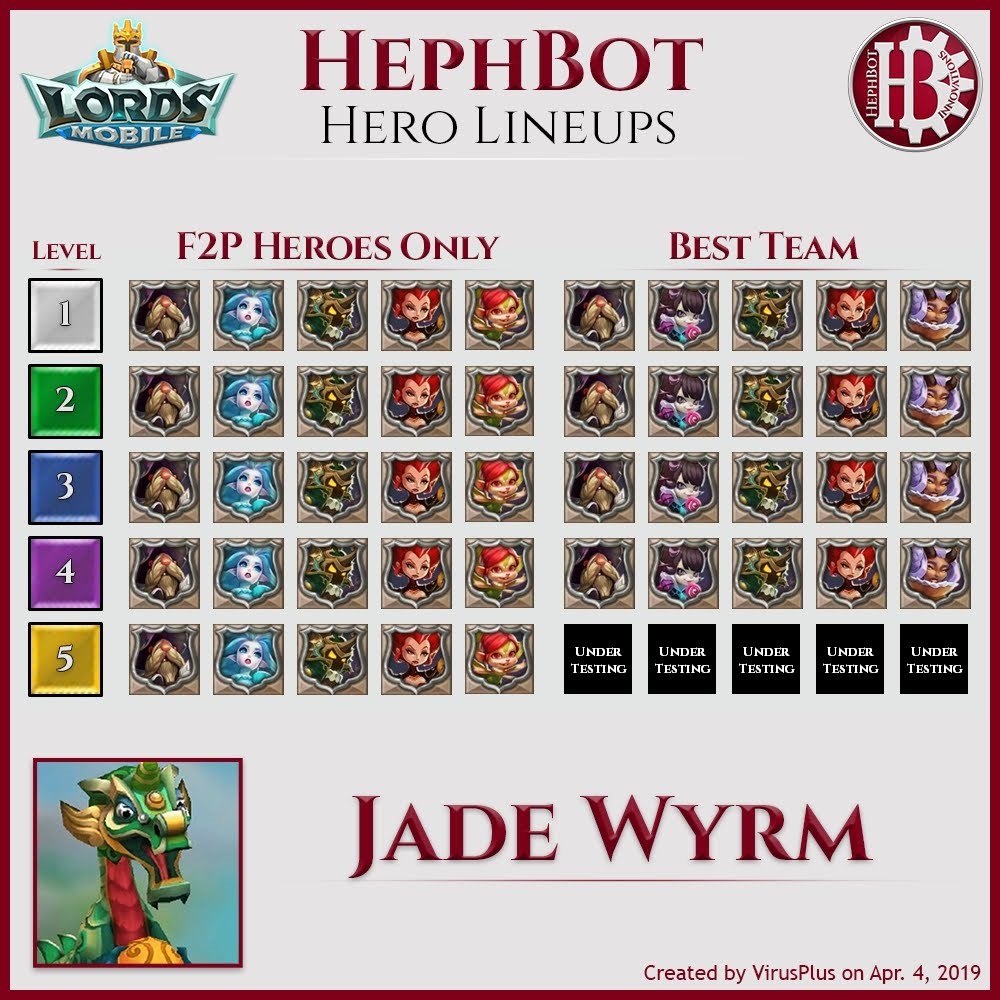 LORDS
MOBILE
HEPHBOT
HERO LINEUPS
HEPHBOT
HB
INNOVATIONS
LEVEL
F2P HEROES ONLY
BEST TEAM
1
2
3
4
5
UNDER
TESTING
UNDER
TESTING
UNDER
TESTING
UNDER
TESTING
UNDER
TESTING
JADE WYRM
Created by VirusPlus on Apr. 4, 2019